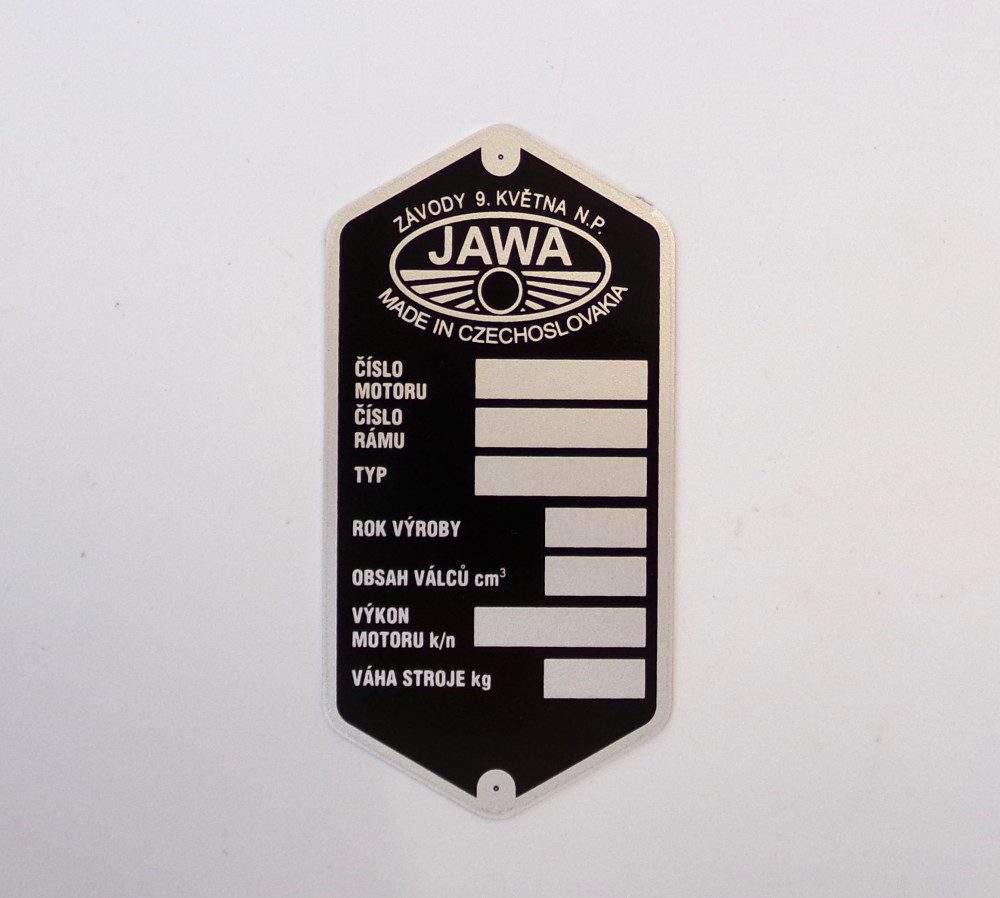 ZÁVODY 9. KVĚTNA N.P.
JAWA
MADE IN CZECHOSLOVAKIA
ČÍSLO
MOTORU
ČÍSLO
RÁMU
TYP
ROK VÝROBY
OBSAH VÁLCŮ cm³
VÝKON
MOTORU k/n
VÁHA STROJE kg